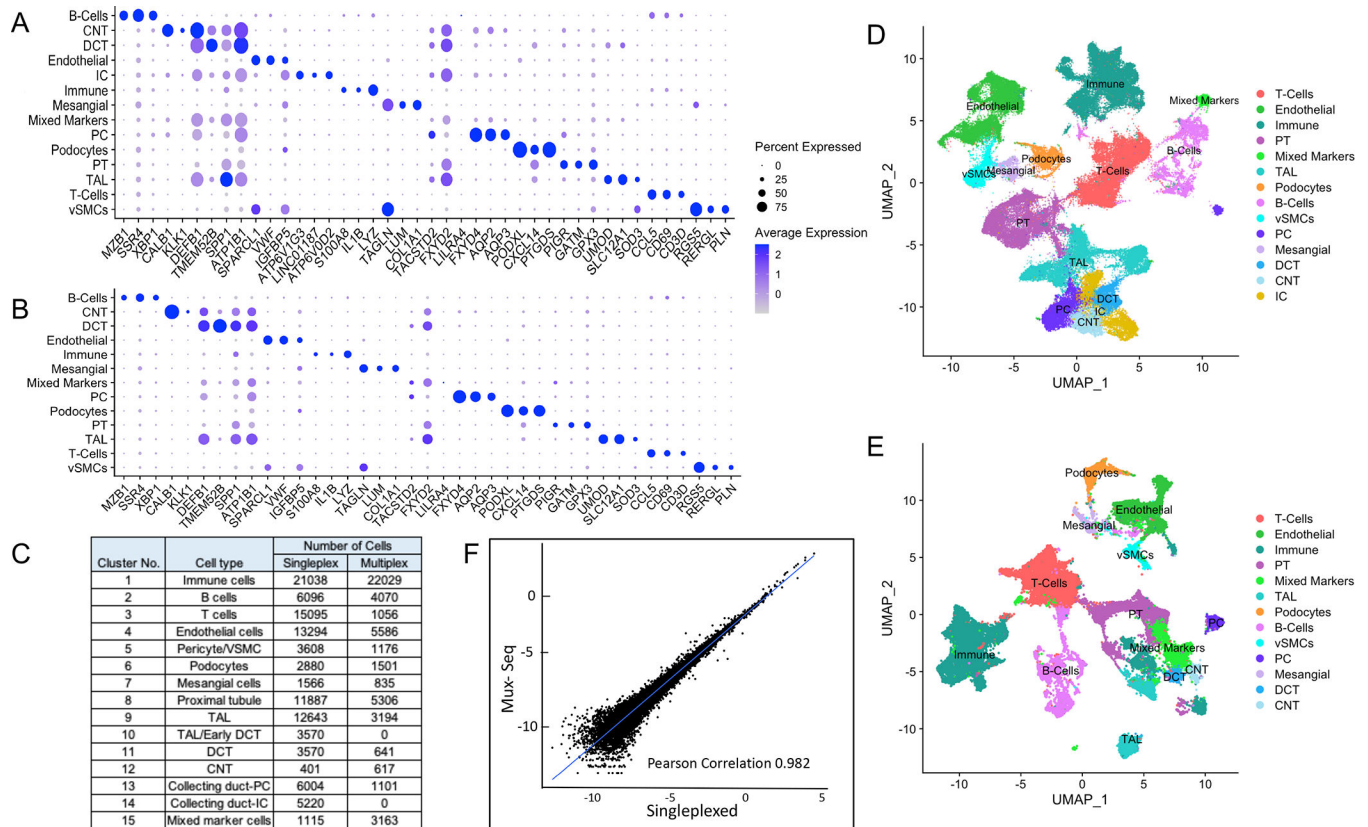 A
B-Cells
CNT
DCT
Endothelial
IC
Immune
Mesangial
Mixed Markers
PC
Podocytes
PT
TAL
T-Cells
vSMCs
MZB1 SSR4 XBP1 CALB1 KLK1 DEFB1 TMEM52B SPP1 ATP1B1 SPARCL1 VWF IGFBP5 ATP6V1G3 LINC01187 ATP6V0D2 S100A8 IL1B LYZ TAGLN LUM COL1A1 TACSTD2 FXYD2 LILRA4 FXYD4 AQP2 AQP3 PODXL CXCL14 PTGDS PIGR GATM GPX3 UMOD SLC12A1 SOD3 CCL5 CD69 CD3D RGS5 RERGL PLN
Percent Expressed
0
25
50
75
Average Expression
2
1
0
B
B-Cells
CNT
DCT
Endothelial
Immune
Mesangial
Mixed Markers
PC
Podocytes
PT
TAL
T-Cells
vSMCs
MZB1 SSR4 XBP1 CALB1 KLK1 DEFB1 TMEM52B SPP1 ATP1B1 SPARCL1 VWF IGFBP5 S100A8 IL1B LYZ TAGLN LUM COL1A1 TACSTD2 FXYD2 LILRA4 FXYD4 AQP2 AQP3 PODXL CXCL14 PTGDS PIGR GATM GPX3 UMOD SLC12A1 SOD3 CCL5 CD69 CD3D RGS5 RERGL PLN
C
Cluster No. Cell type Number of Cells
Singleplex Multiplex
1 Immune cells 21038 22029
2 B cells 6096 4070
3 T cells 15095 1056
4 Endothelial cells 13294 5586
5 Pericyte/VSMC 3608 1176
6 Podocytes 2880 1501
7 Mesangial cells 1566 835
8 Proximal tubule 11887 5306
9 TAL 12643 3194
10 TAL/Early DCT 3570 0
11 DCT 3570 641
12 CNT 401 617
13 Collecting duct-PC 6004 1101
14 Collecting duct-IC 5220 0
15 Mixed marker cells 1115 3163
F
Mux- Seq
0
-5
-10
Pearson Correlation 0.982
-10 -5 0 5
Singleplexed
D
UMAP_2
10
5
0
-5
-10
Immune
Endothelial
Mixed Markers
B-Cells
Podocytes
Mesangial
vSMCs
T-Cells
PT
TAL
DCT
PC
IC
CNT
-10 -5 0 5 10
UMAP_1
T-Cells
Endothelial
Immune
PT
Mixed Markers
TAL
Podocytes
B-Cells
vSMCs
PC
Mesangial
DCT
CNT
IC
E
UMAP_2
10
5
0
-5
-10
Podocytes
Endothelial
Mesangial
vSMCs
T-Cells
PT
PC
Mixed Markers
Immune
B-Cells
CNT
DCT
TAL
-10 -5 0 5 10
UMAP_1
T-Cells
Endothelial
Immune
PT
Mixed Markers
TAL
Podocytes
B-Cells
vSMCs
PC
Mesangial
DCT
CNT